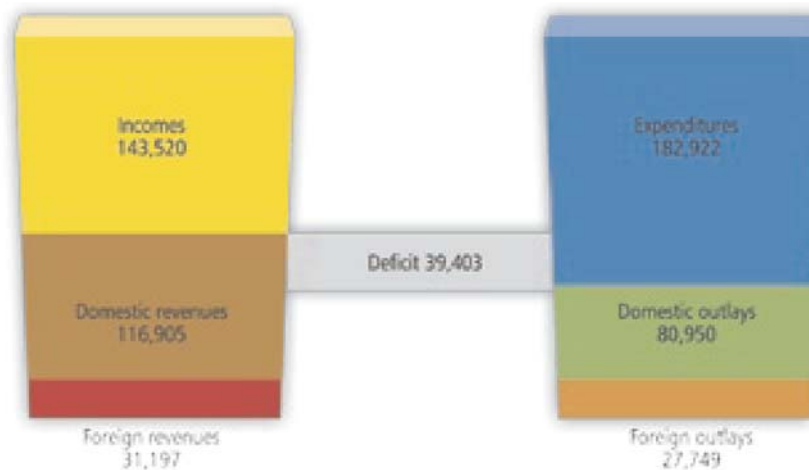 Incomes
143,520
Expenditures
182,922
Deficit 39,403
Domestic revenues
116,905
Domestic outlays
80,950
Foreign revenues
31,197
Foreign outlays
27,749